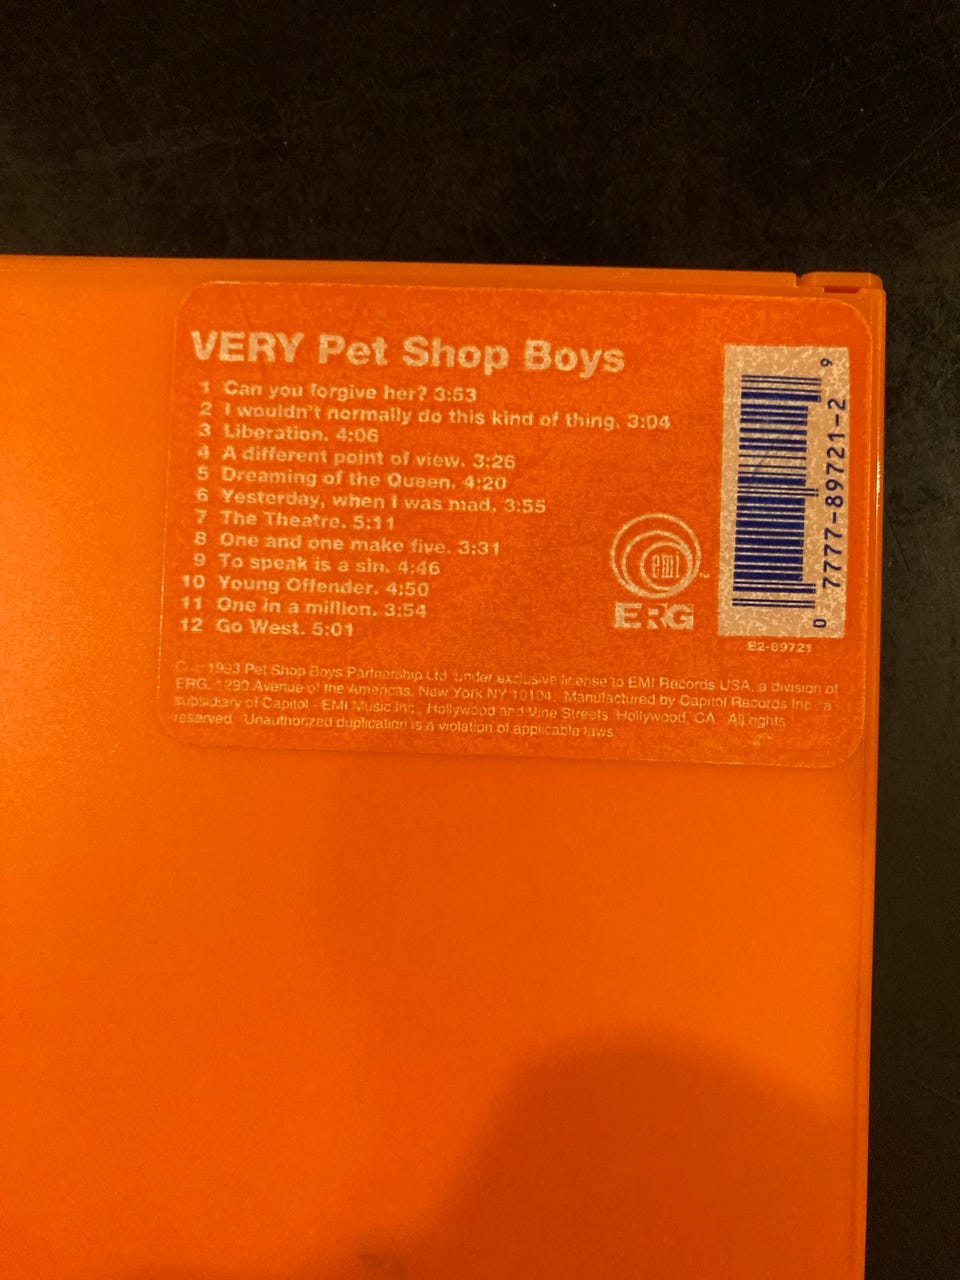 VERY Pet Shop Boys
1 Can you forgive her? 3:53
2 I wouldn't normally do this kind of thing. 3:04
3 Liberation. 4:06
4 A different point of view. 3:26
5 Dreaming of the Queen. 4:20
6 Yesterday, when I was mad. 3:55
7 The Theatre. 5:11
8 One and one make five. 3:31
9 To speak is a sin. 4:46
10 Young Offender. 4:50
11 One in a million. 3:54
12 Go West. 5:01
emi
TM
ERG
0 7777-89721-2 9
E2-89721
1993 Pet Shop Boys Partnership Ltd. under exclusive license to EMI Records USA, a division of
ERG, 1290 Avenue of the Americas, New York NY 10104. Manufactured by Capitol Records Inc., a
subsidiary of Capitol - EMI Music Inc., Hollywood and Vine Streets, Hollywood, CA. All rights
reserved. Unauthorized duplication is a violation of applicable laws.